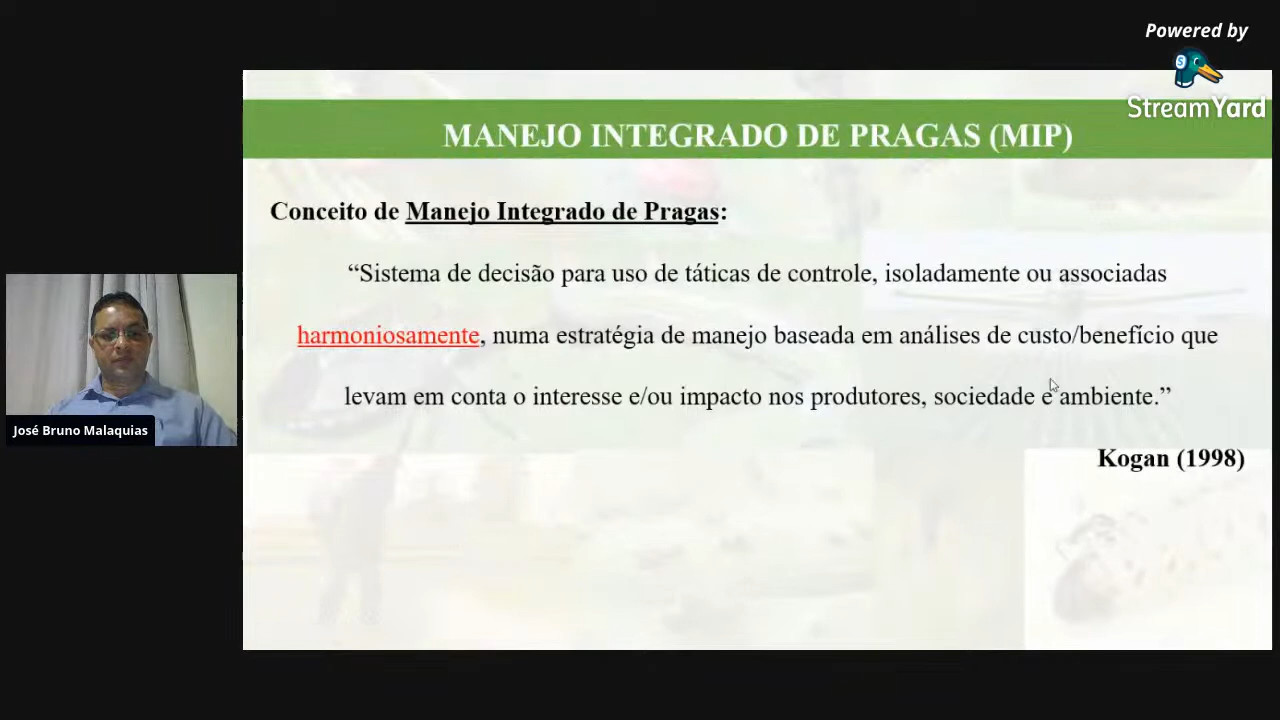 Powered by
StreamYard
MANEJO INTEGRADO DE PRAGAS (MIP)
Conceito de Manejo Integrado de Pragas:
“Sistema de decisão para uso de táticas de controle, isoladamente ou associadas
harmoniosamente, numa estratégia de manejo baseada em análises de custo/benefício que
levam em conta o interesse e/ou impacto nos produtores, sociedade e ambiente.”
Kogan (1998)
José Bruno Malaquias